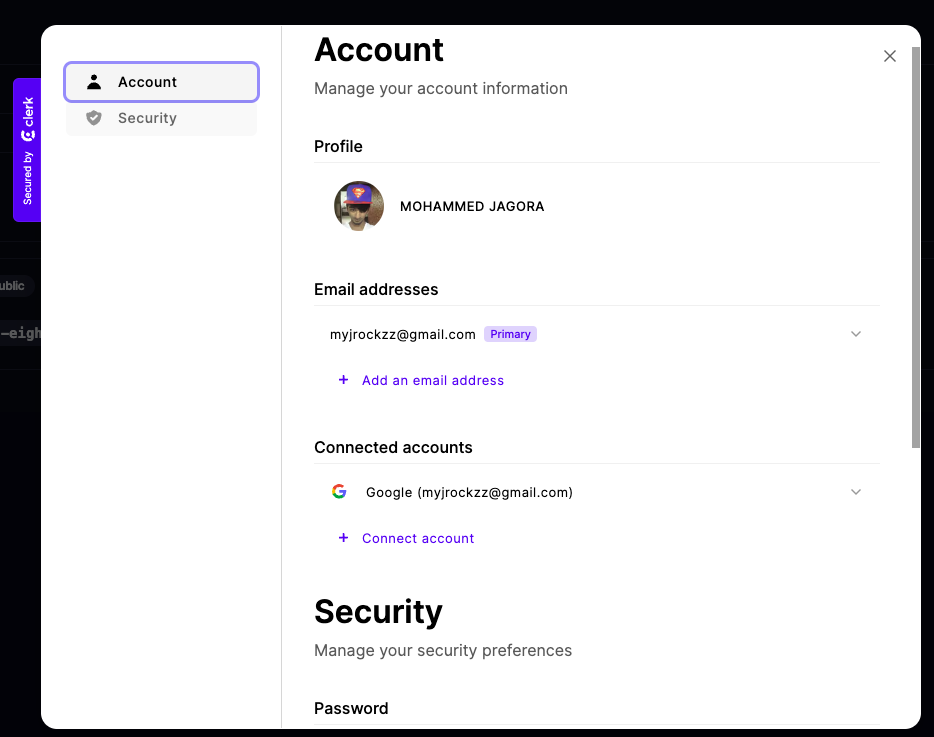 Account
Security
Secured by clerk
ublic
—eigh
Account
Manage your account information
Profile
MOHAMMED JAGORA
Email addresses
myjrockzz@gmail.com Primary
+ Add an email address
Connected accounts
Google (myjrockzz@gmail.com)
+ Connect account
Security
Manage your security preferences
Password